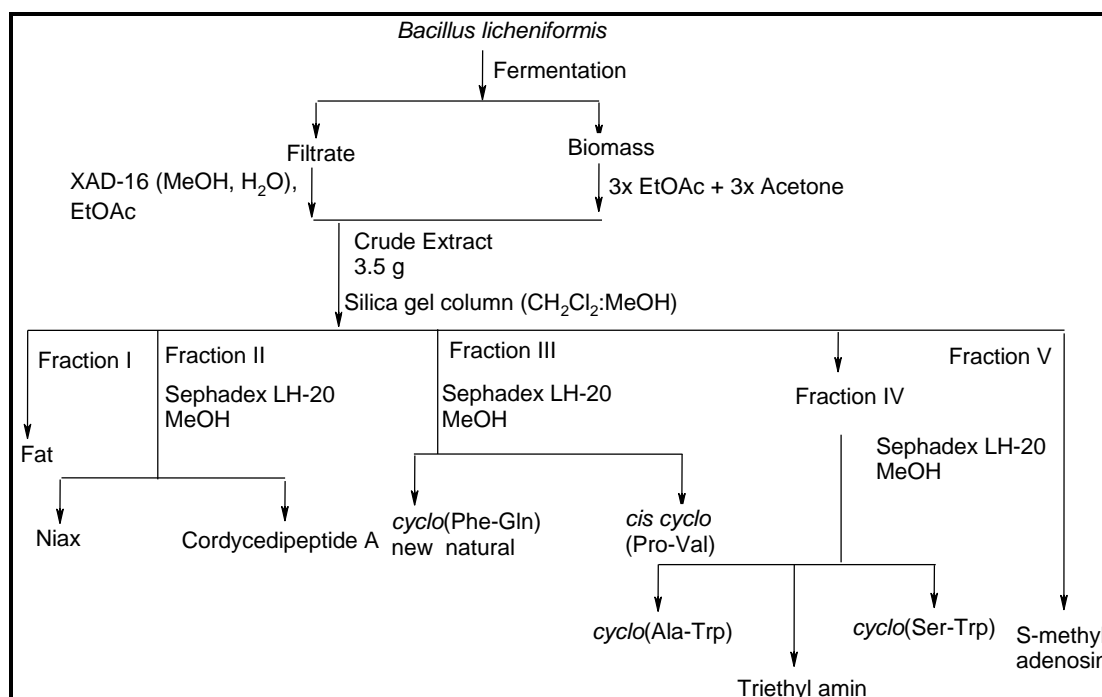 Bacillus licheniformis
Fermentation
Filtrate
Biomass
XAD-16 (MeOH, H2O),
EtOAc
3x EtOAc + 3x Acetone
Crude Extract
3.5 g
Silica gel column (CH2Cl2:MeOH)
Fraction I
Fraction II
Sephadex LH-20
MeOH
Fraction III
Sephadex LH-20
MeOH
Fraction IV
Sephadex LH-20
MeOH
Fraction V
Fat
Niax
Cordycedipeptide A
cyclo(Phe-Gln)
new natural
cis cyclo
(Pro-Val)
cyclo(Ala-Trp)
Triethyl amin
cyclo(Ser-Trp)
S-methyl
adenosin